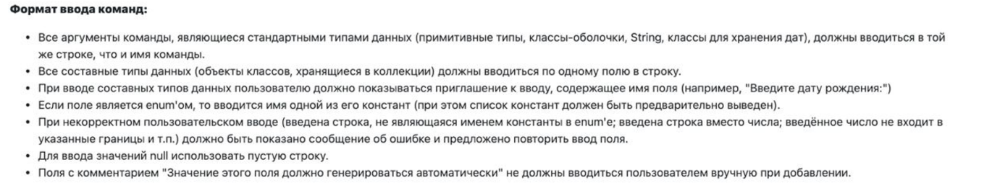 Формат ввода команд:
• Все аргументы команды, являющиеся стандартными типами данных (примитивные типы, классы-оболочки, String, классы для хранения дат), должны вводиться в той
же строке, что и имя команды.
• Все составные типы данных (объекты классов, хранящиеся в коллекции) должны вводиться по одному полю в строку.
• При вводе составных типов данных пользователю должно показываться приглашение к вводу, содержащее имя поля (например, "Введите дату рождения:")
• Если поле является enum'ом, то вводится имя одной из его констант (при этом список констант должен быть предварительно выведен).
• При некорректном пользовательском вводе (введена строка, не являющаяся именем константы в enum'е; введена строка вместо числа; введённое число не входит в
указанные границы и т.п.) должно быть показано сообщение об ошибке и предложено повторить ввод поля.
• Для ввода значений null использовать пустую строку.
• Поля с комментарием "Значение этого поля должно генерироваться автоматически" не должны вводиться пользователем вручную при добавлении.